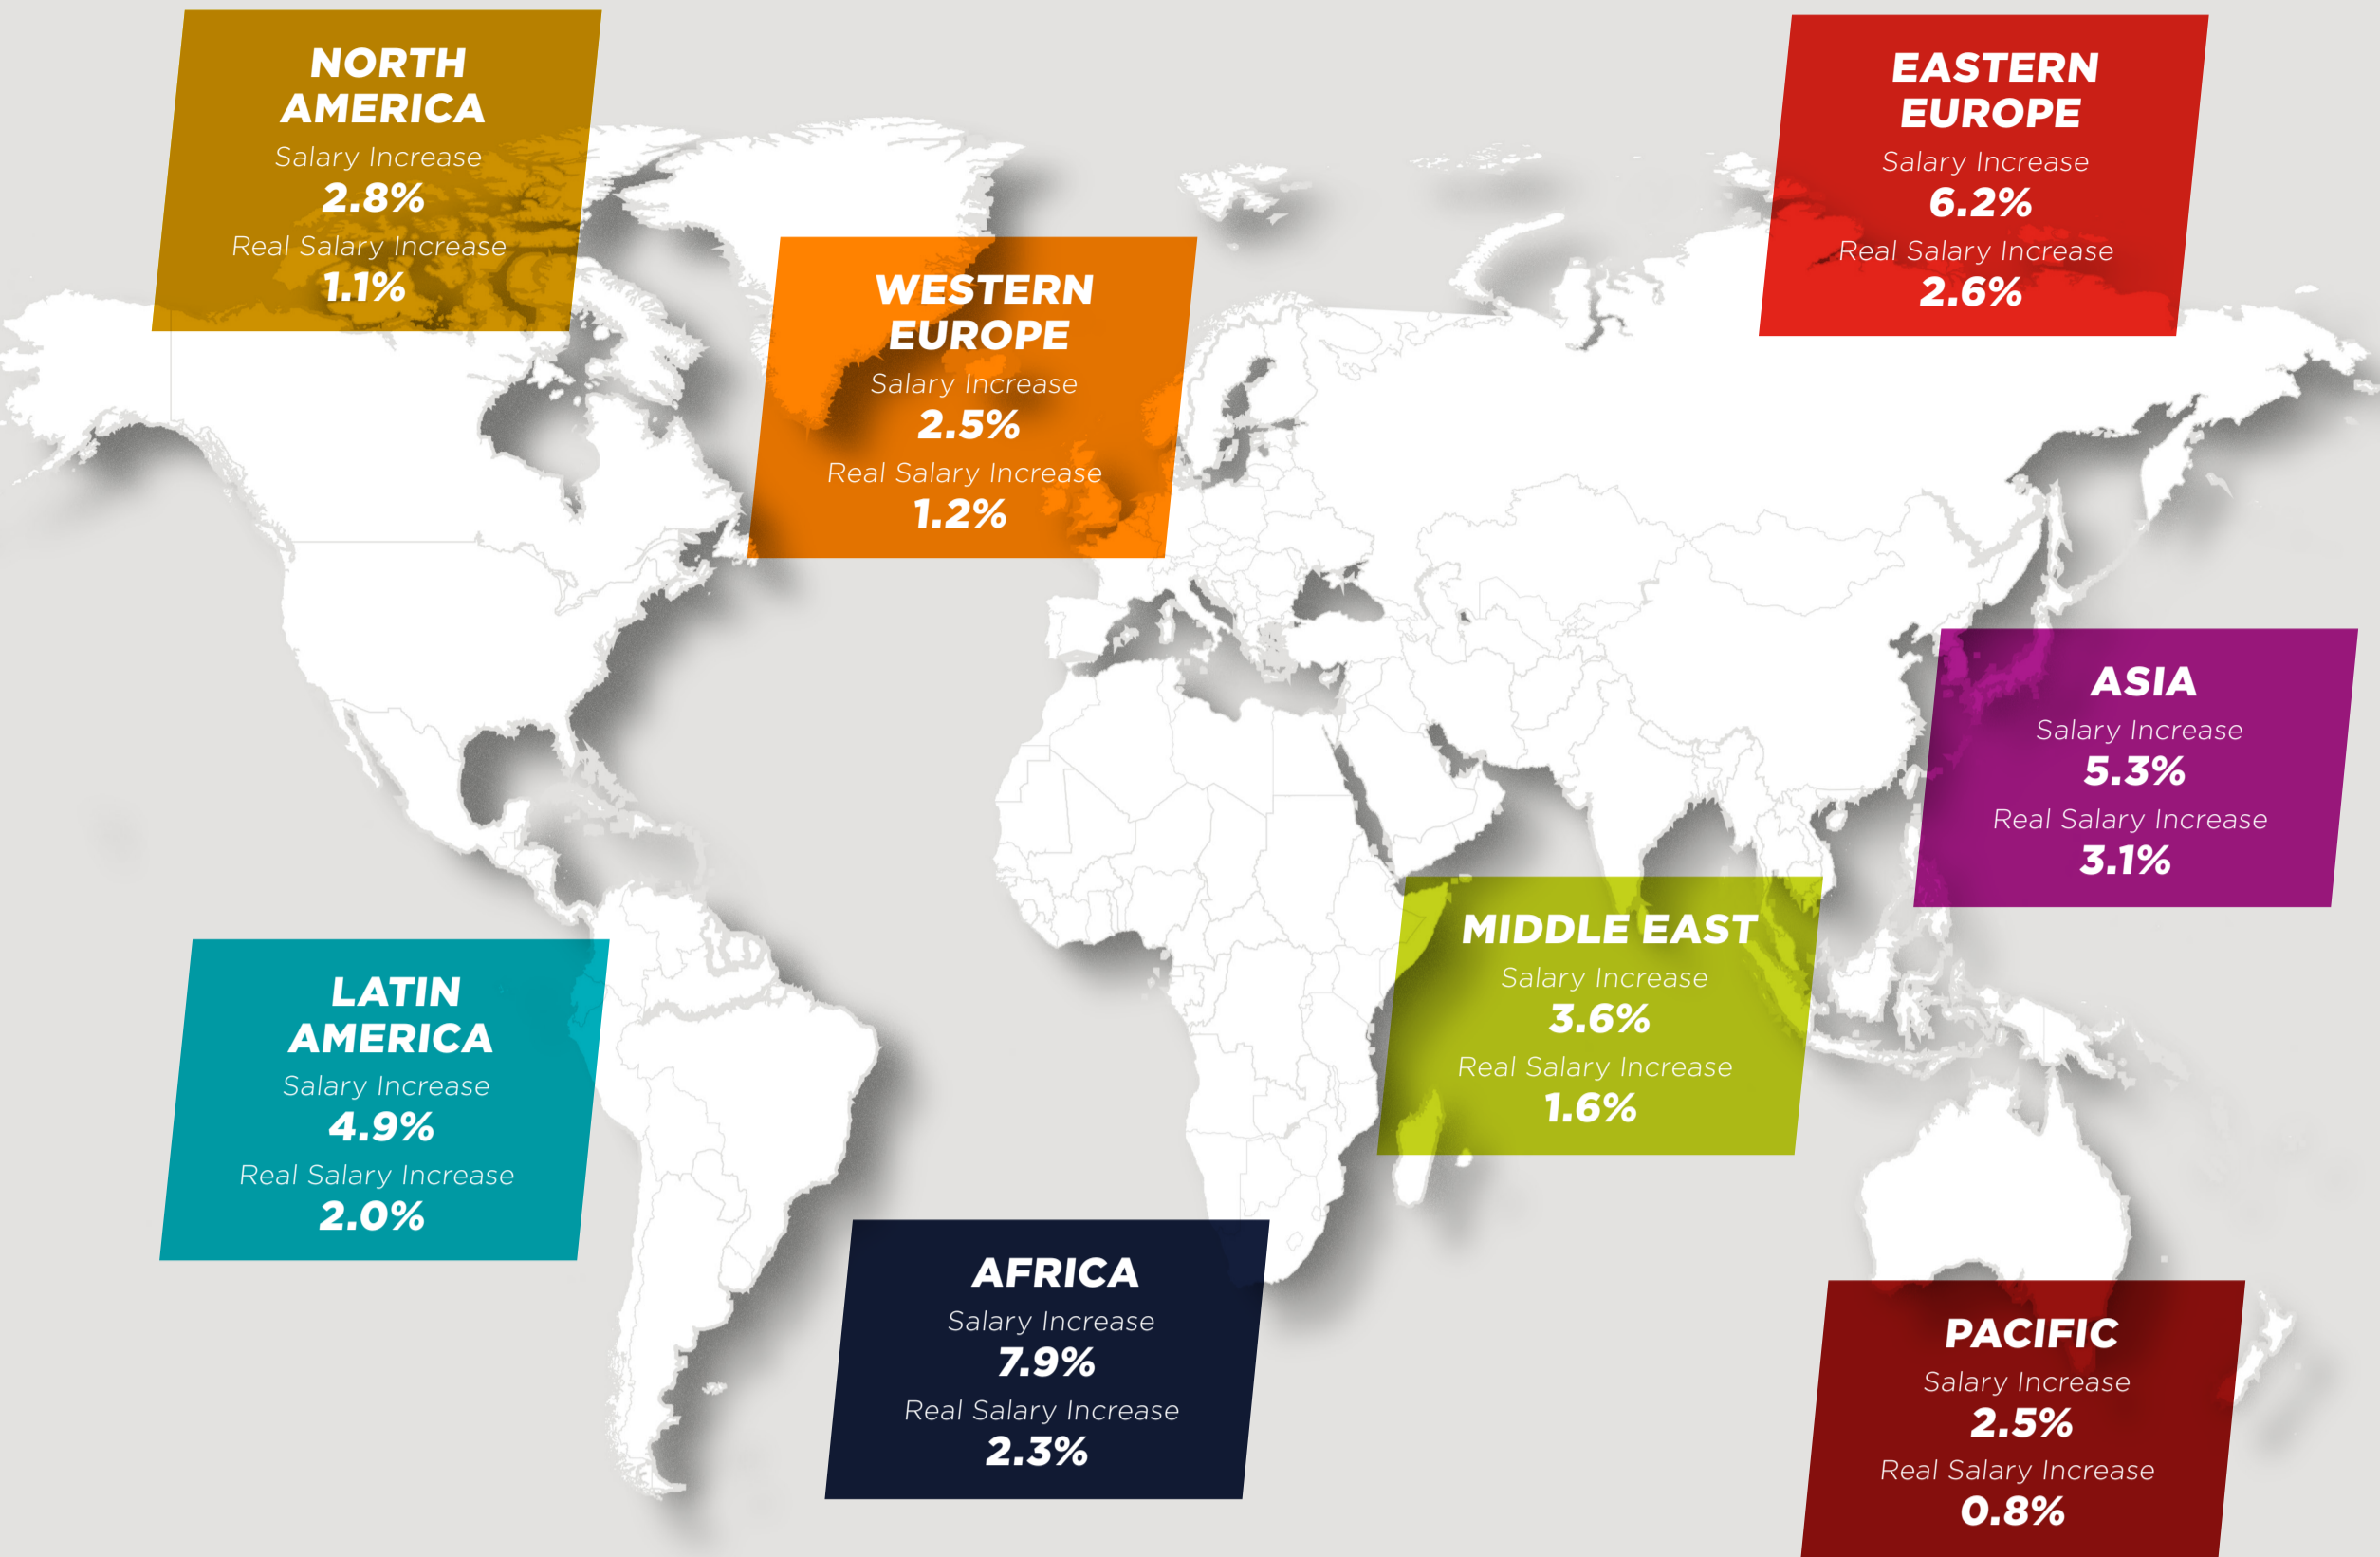 NORTH
AMERICA
Salary Increase
2.8%
Real Salary Increase
1.1%
EASTERN
EUROPE
Salary Increase
6.2%
Real Salary Increase
2.6%
WESTERN
EUROPE
Salary Increase
2.5%
Real Salary Increase
1.2%
ASIA
Salary Increase
5.3%
Real Salary Increase
3.1%
MIDDLE EAST
Salary Increase
3.6%
Real Salary Increase
1.6%
LATIN
AMERICA
Salary Increase
4.9%
Real Salary Increase
2.0%
AFRICA
Salary Increase
7.9%
Real Salary Increase
2.3%
PACIFIC
Salary Increase
2.5%
Real Salary Increase
0.8%